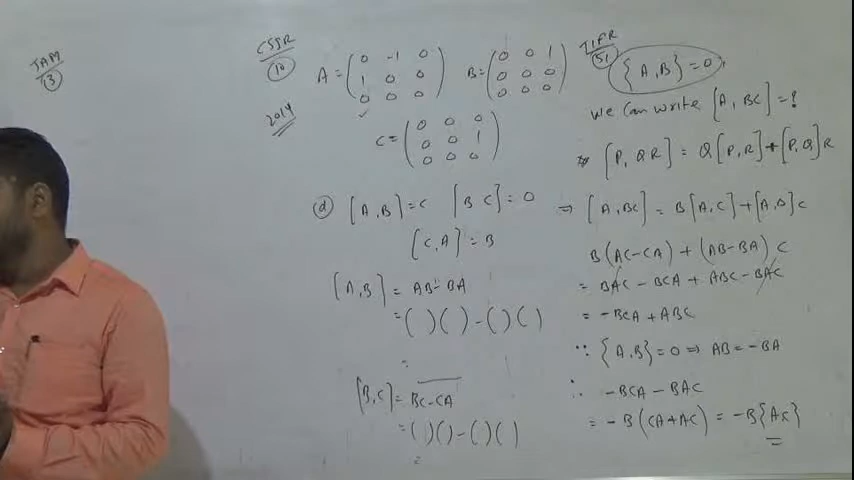 JAM
13
CSIR
10
A = ( 0 -1 0
1 0 0
0 0 0 )
B = ( 0 0 1
0 0 0
0 0 0 )
2014
C = ( 0 0 0
0 0 1
0 0 0 )
(d) [A,B] = C [B C] = 0
[C,A] = B
[A,B] = AB - BA
= ( ) ( ) - ( ) ( )
=
[B,C] = BC - CA
= ( ) ( ) - ( ) ( )
TIFR
51
{A,B} = 0
We can write [A, BC] = ?
[P, QR] = Q[P,R] + [P,Q]R
⇒ [A,BC] = B[A,C] + [A,B]C
B(AC-CA) + (AB-BA) C
= BAC - BCA + ABC - BAC
= -BCA + ABC
∵ {A,B} = 0 ⇒ AB = -BA
∴ -BCA - BAC
= -B(CA+AC) = -B{AC}